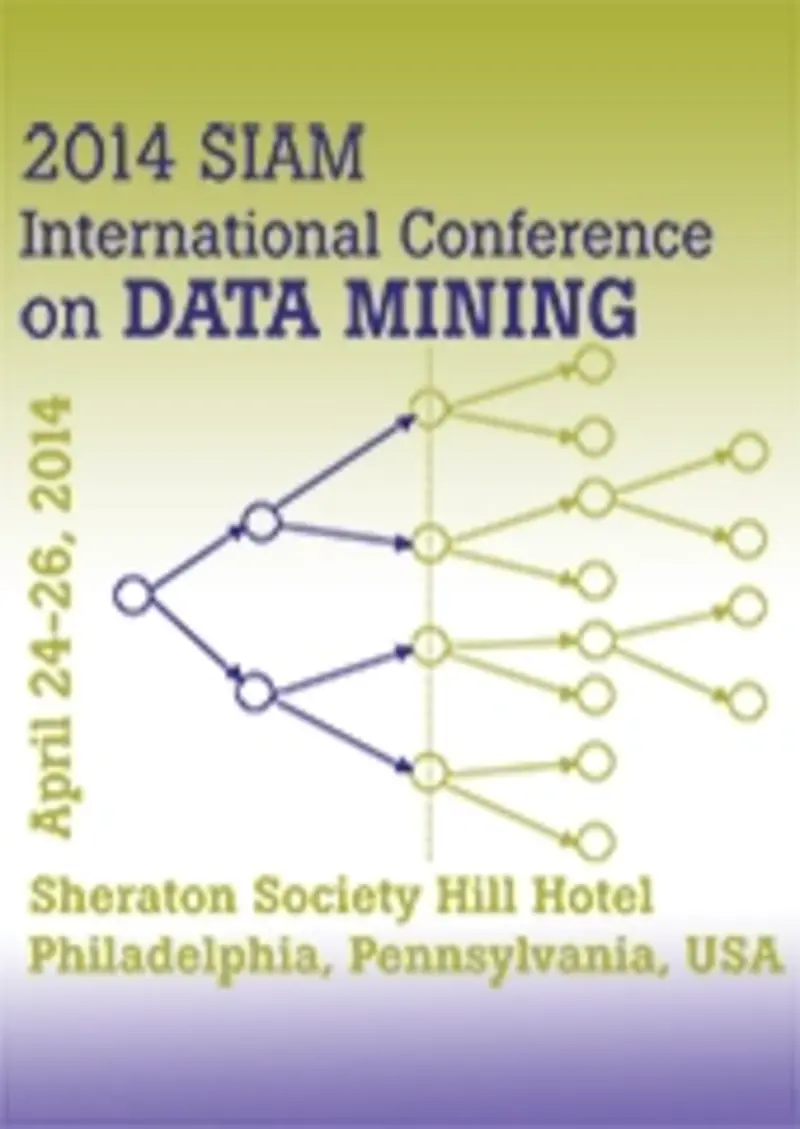 2014 SIAM
International Conference
on DATA MINING
April 24-26, 2014
Sheraton Society Hill Hotel
Philadelphia, Pennsylvania, USA